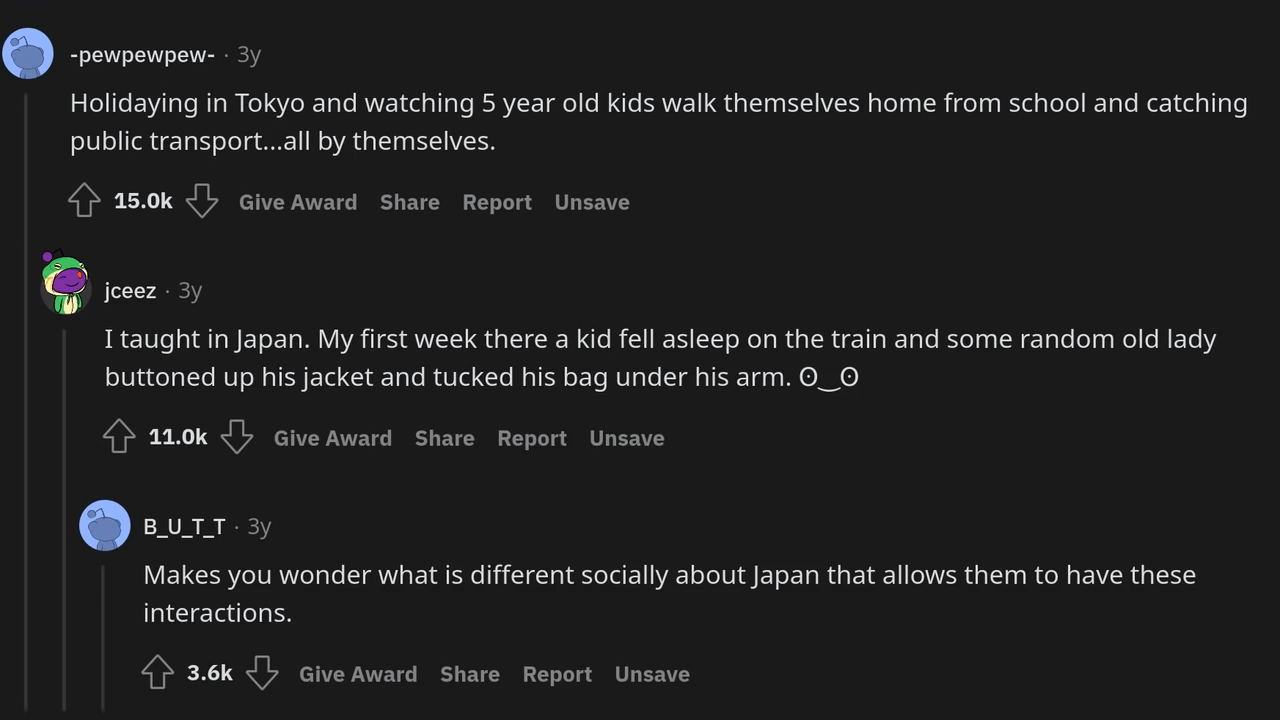 -pewpewpew- · 3y
Holidaying in Tokyo and watching 5 year old kids walk themselves home from school and catching
public transport...all by themselves.
15.0k Give Award Share Report Unsave
jceez · 3y
I taught in Japan. My first week there a kid fell asleep on the train and some random old lady
buttoned up his jacket and tucked his bag under his arm. ʘ‿ʘ
11.0k Give Award Share Report Unsave
B_U_T_T · 3y
Makes you wonder what is different socially about Japan that allows them to have these
interactions.
3.6k Give Award Share Report Unsave